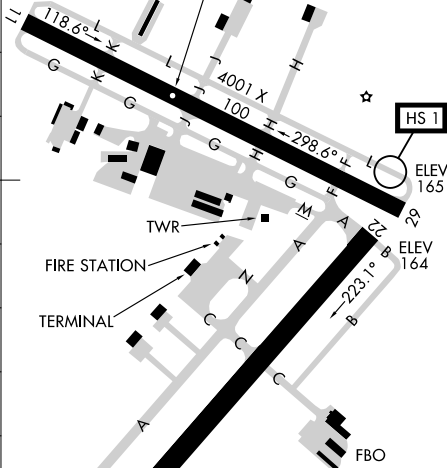 11
118.6°
L
K
L
J
H
G
K
G
J
J
4001 X 100
H
298.6°
HS 1
L
F
F
ELEV 165
29
G
H
G
M
A
22
B
ELEV 164
TWR
A
FIRE STATION
N
223.1°
TERMINAL
C
C
B
C
A
FBO